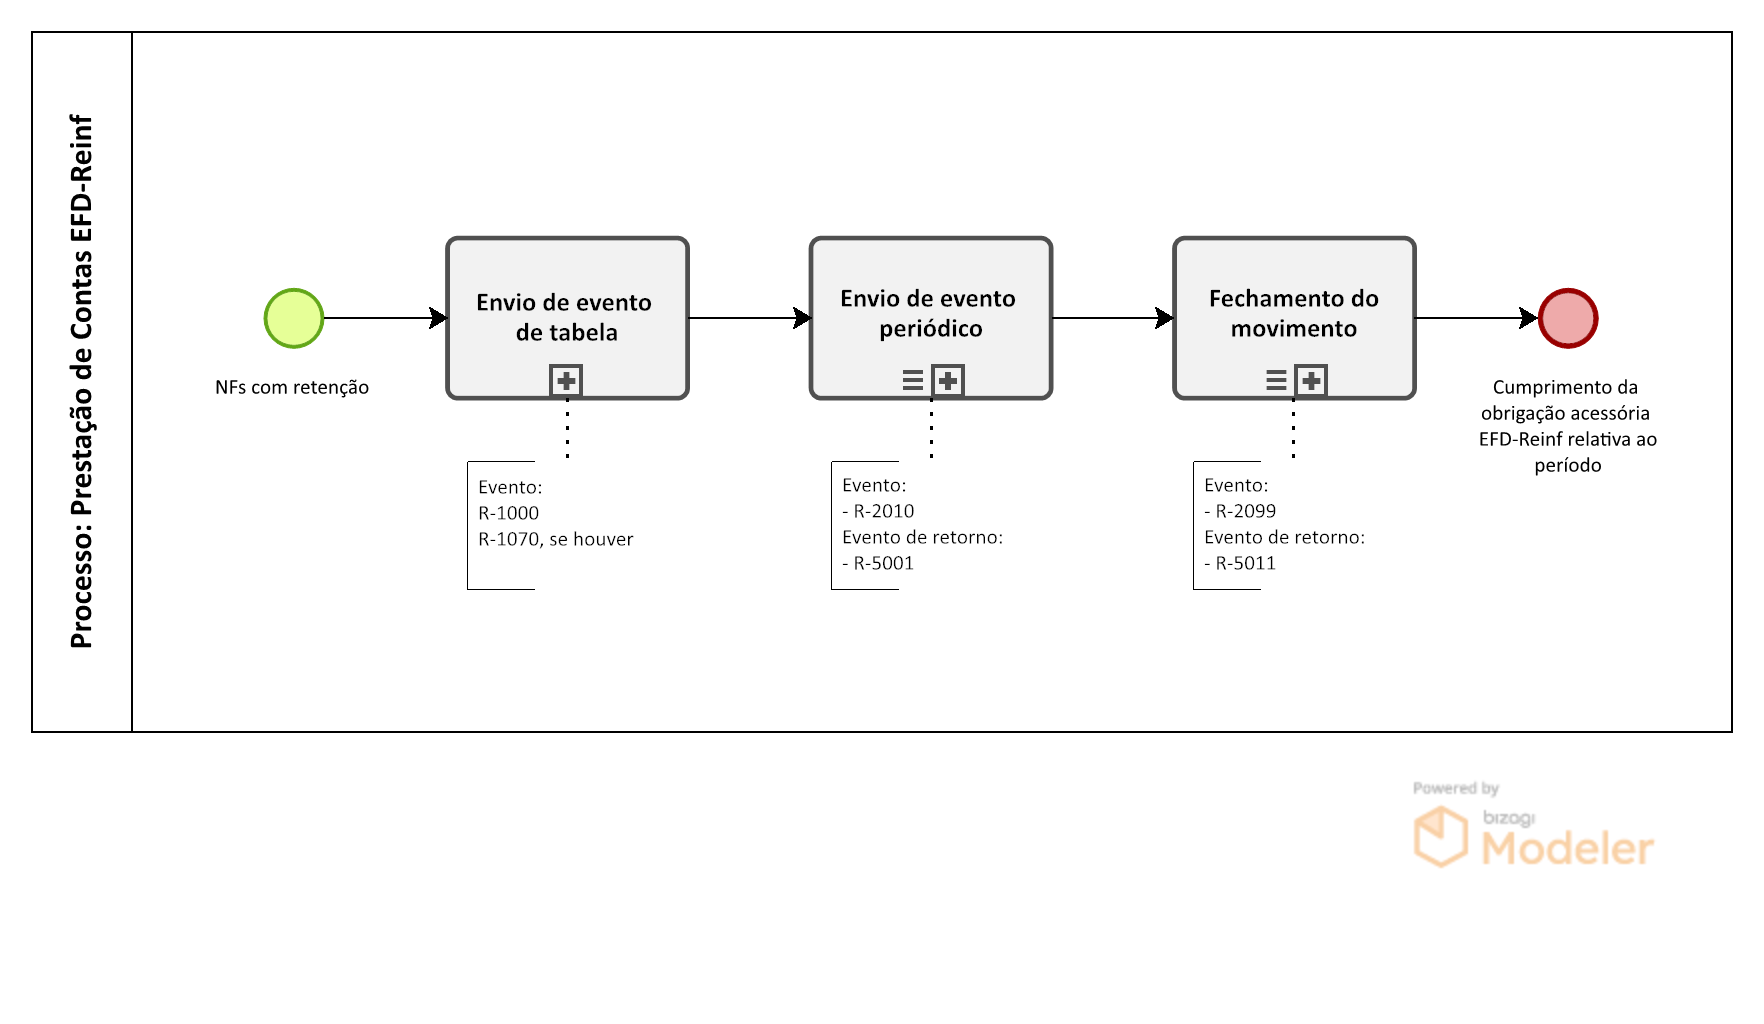 Processo: Prestação de Contas EFD-Reinf
NFs com retenção
Envio de evento
de tabela
Evento:
R-1000
R-1070, se houver
Envio de evento
periódico
Evento:
- R-2010
Evento de retorno:
- R-5001
Fechamento do
movimento
Evento:
- R-2099
Evento de retorno:
- R-5011
Cumprimento da
obrigação acessória
EFD-Reinf relativa ao
período
Powered by
bizagi
Modeler